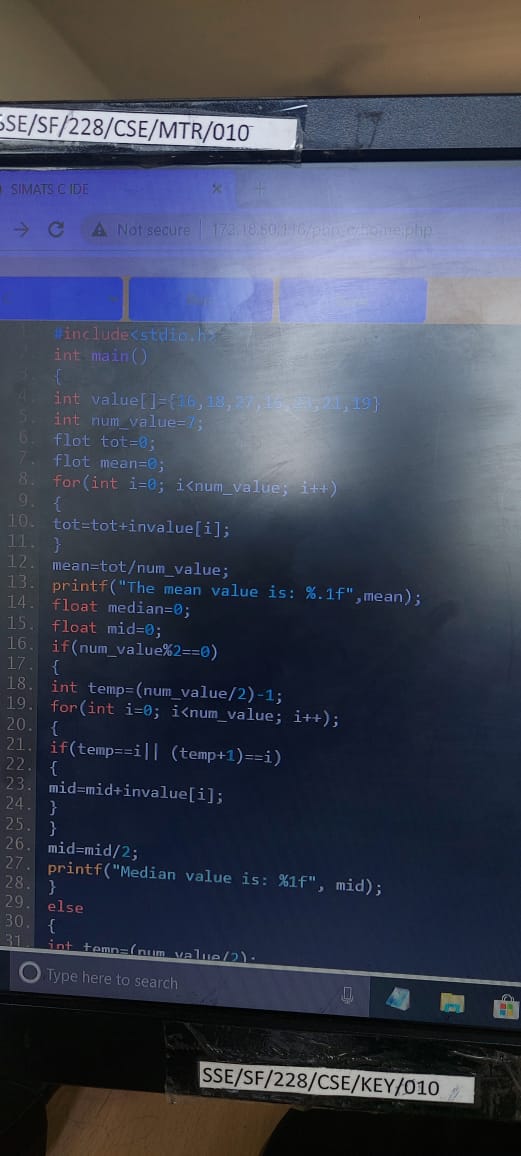 SSE/SF/228/CSE/MTR/010
SIMATS C IDE
Not secure 172.18.50.116/php_c/home.php
#include<stdio.h>
int main()
{
4. int value[]={16,18,27,16, ,21,19}
5. int num_value=7;
6. flot tot=0;
7. flot mean=0;
8. for(int i=0; i<num_value; i++)
9. {
10. tot=tot+invalue[i];
11. }
12. mean=tot/num_value;
13. printf("The mean value is: %.1f",mean);
14. float median=0;
15. float mid=0;
16. if(num_value%2==0)
17. {
18. int temp=(num_value/2)-1;
19. for(int i=0; i<num_value; i++);
20. {
21. if(temp==i|| (temp+1)==i)
22. {
23. mid=mid+invalue[i];
24. }
25. }
26. mid=mid/2;
27. printf("Median value is: %1f", mid);
28. }
29. else
30. {
31. int temp=(num_value/2);
Type here to search
SSE/SF/228/CSE/KEY/010